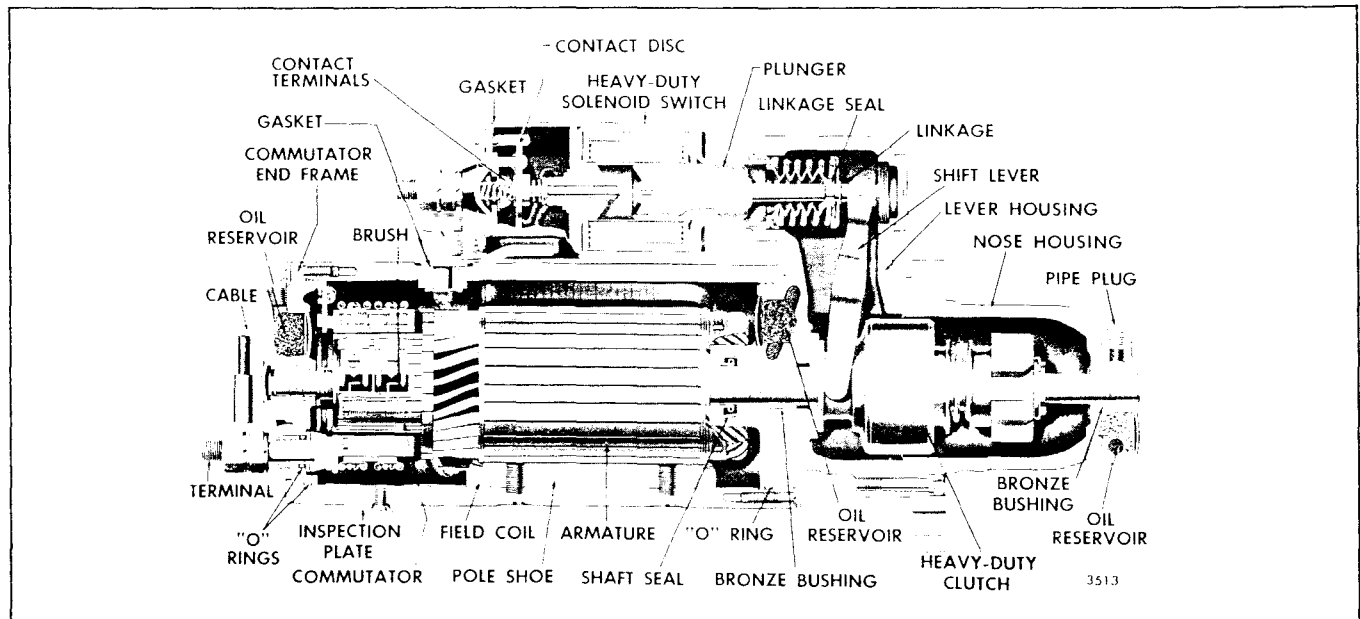 CONTACT DISC
CONTACT
TERMINALS
GASKET
HEAVY-DUTY
SOLENOID SWITCH
PLUNGER
LINKAGE SEAL
GASKET
LINKAGE
COMMUTATOR
END FRAME
SHIFT LEVER
LEVER HOUSING
OIL
RESERVOIR
BRUSH
NOSE HOUSING
PIPE PLUG
CABLE
TERMINAL
"O"
RINGS
INSPECTION
PLATE
COMMUTATOR
FIELD COIL
POLE SHOE
ARMATURE
SHAFT SEAL
"O" RING
BRONZE BUSHING
OIL
RESERVOIR
HEAVY-DUTY
CLUTCH
BRONZE
BUSHING
OIL
RESERVOIR
3513